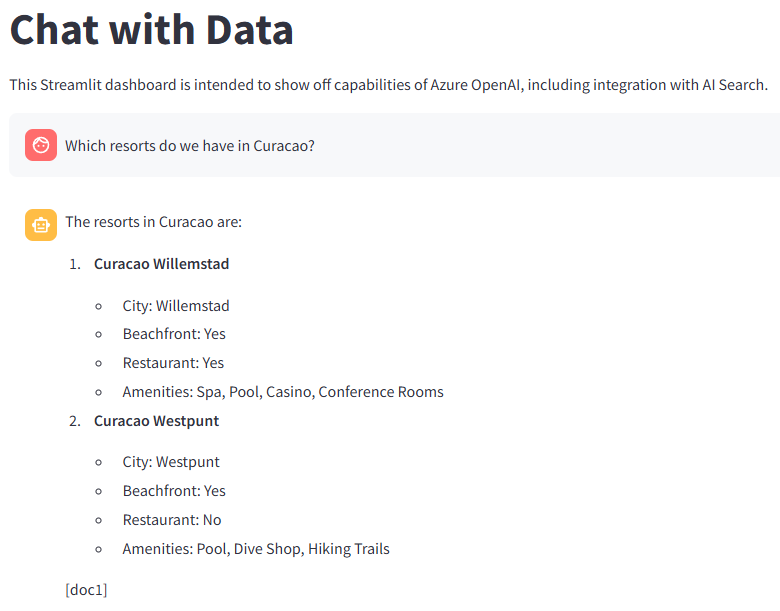 Chat with Data
This Streamlit dashboard is intended to show off capabilities of Azure OpenAI, including integration with AI Search.
Which resorts do we have in Curacao?
The resorts in Curacao are:
1. Curacao Willemstad
◦ City: Willemstad
◦ Beachfront: Yes
◦ Restaurant: Yes
◦ Amenities: Spa, Pool, Casino, Conference Rooms
2. Curacao Westpunt
◦ City: Westpunt
◦ Beachfront: Yes
◦ Restaurant: No
◦ Amenities: Pool, Dive Shop, Hiking Trails
[doc1]